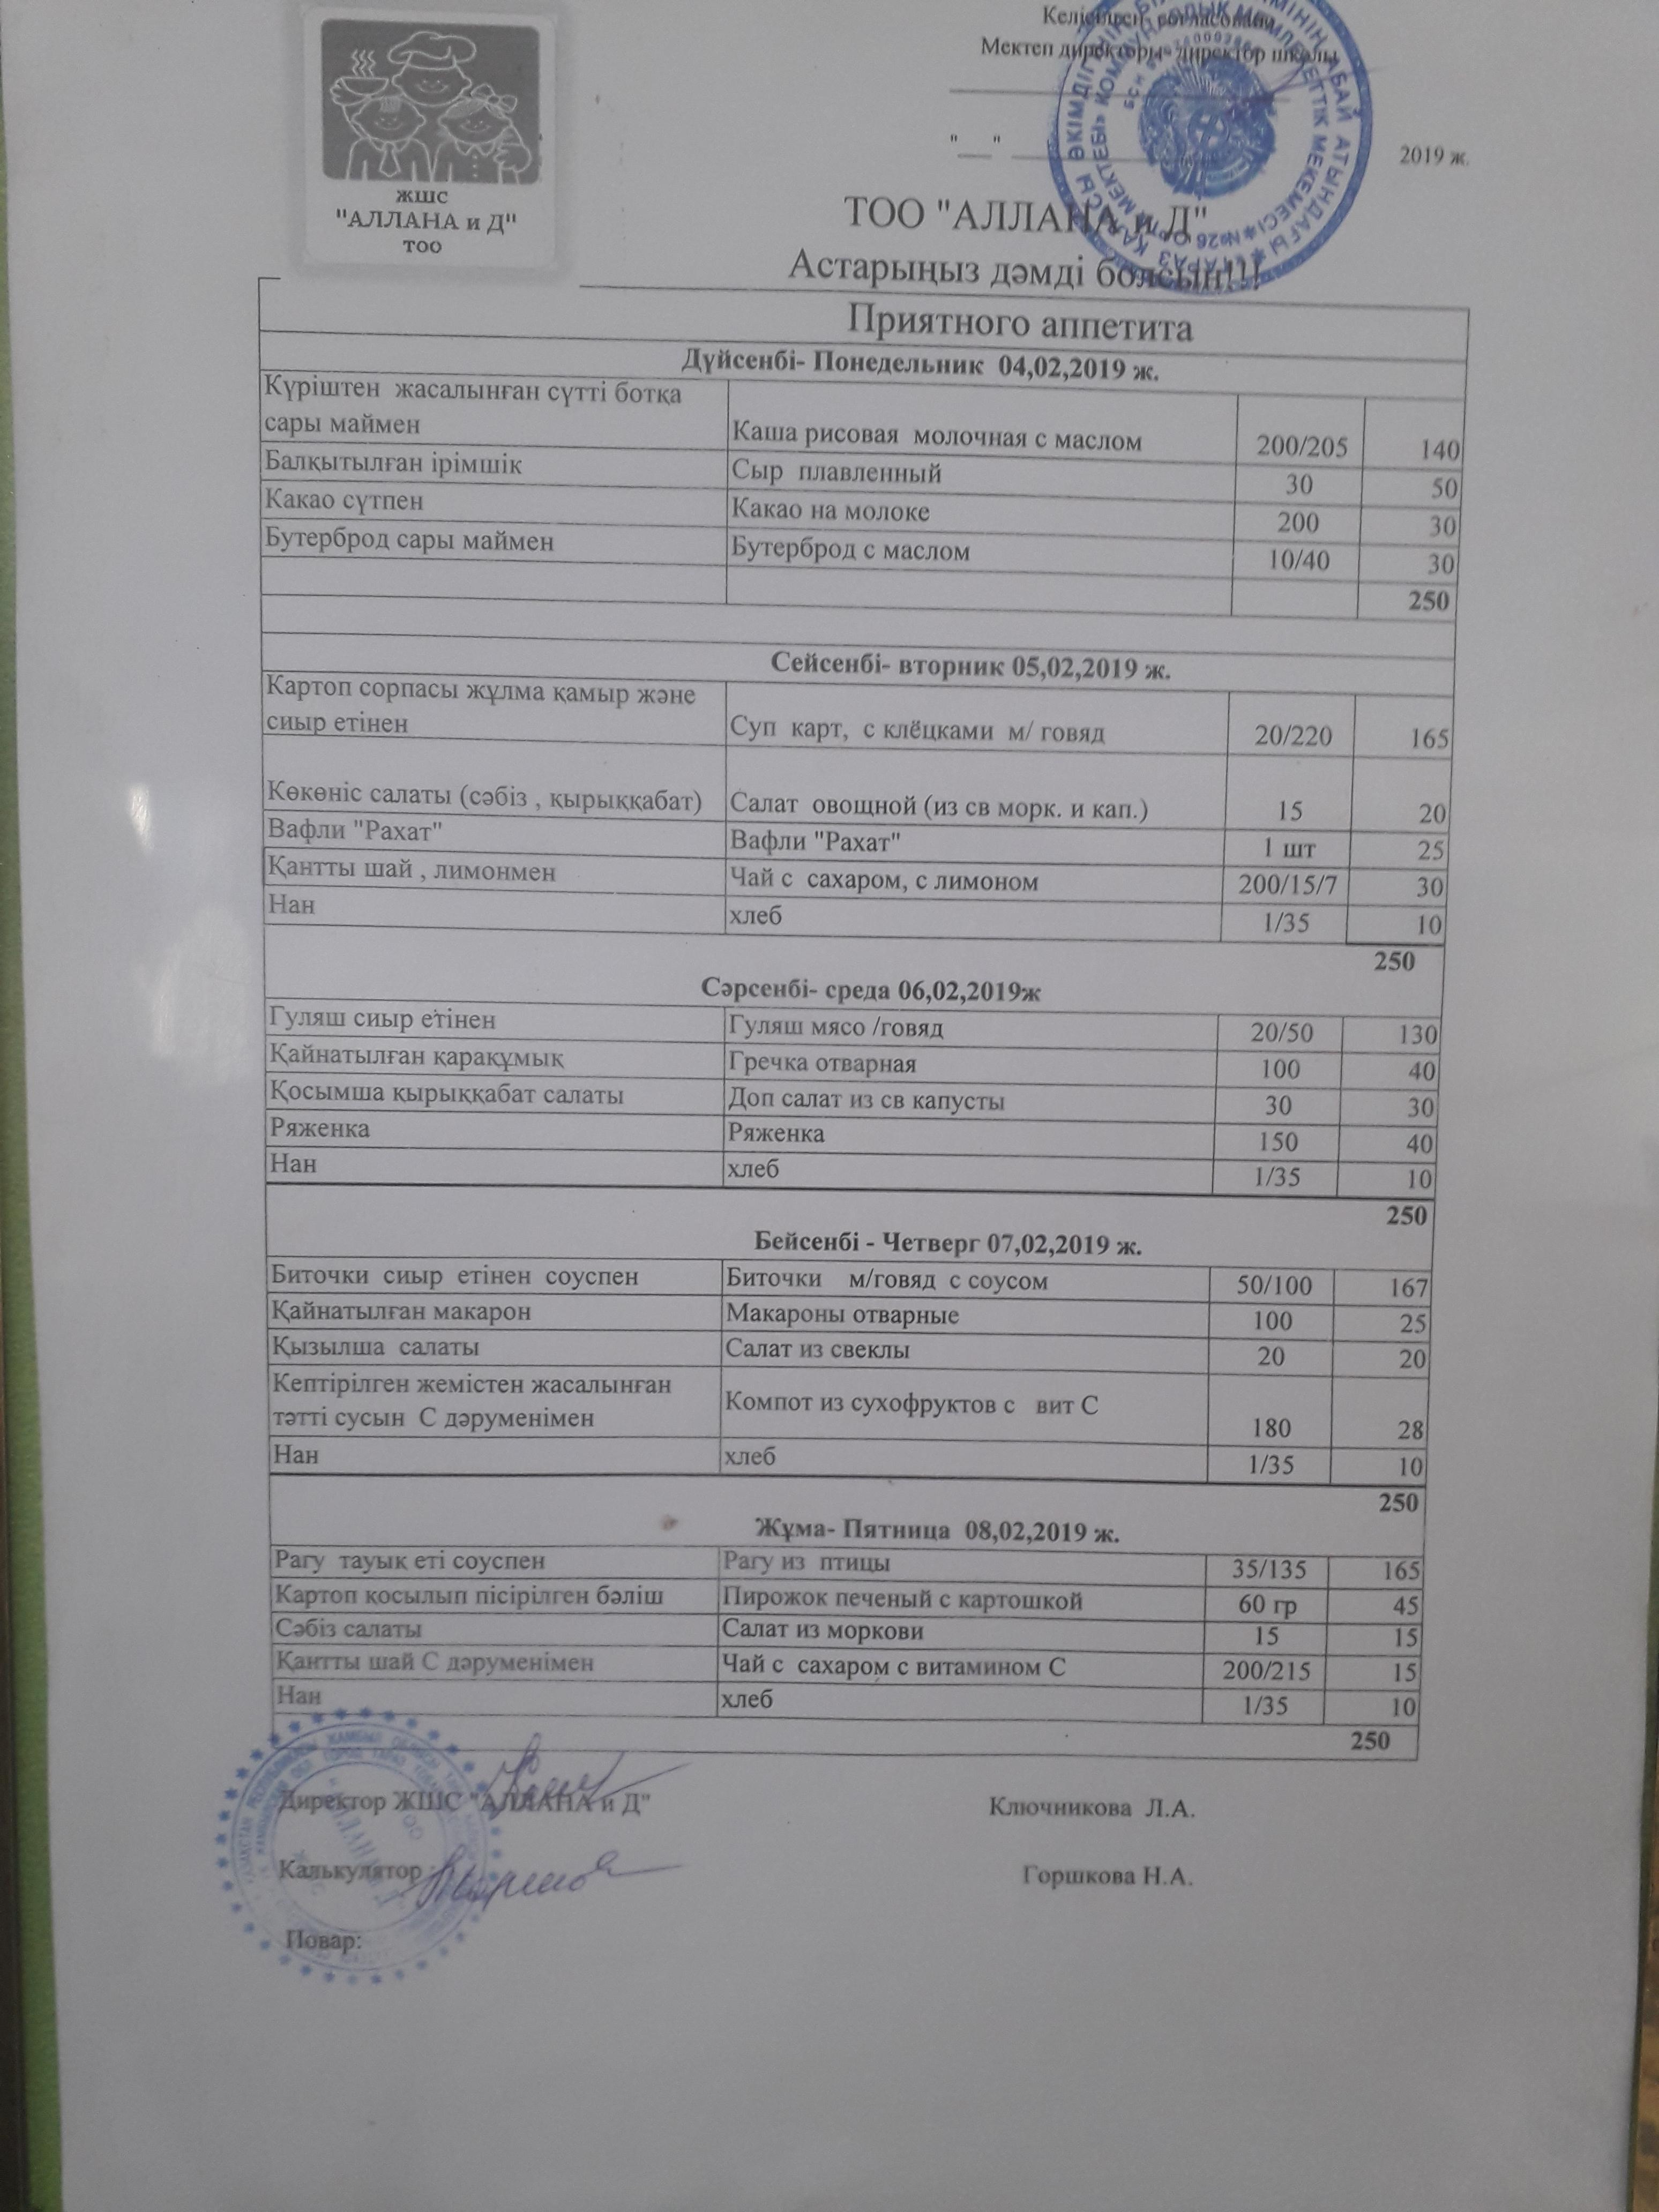 Келісілген- согласовано
Мектеп директоры- директор школы
"___" 2019 ж.
ЖШС
"АЛЛАНА и Д"
ТОО
ТОО "АЛЛАНА и Д"
Астарыңыз дәмді болсын!!!
Приятного аппетита
Дүйсенбі- Понедельник 04,02,2019 ж.
Күріштен жасалынған сүтті ботқа сары маймен Каша рисовая молочная с маслом 200/205 140
Балқытылған ірімшік Сыр плавленный 30 50
Какао сүтпен Какао на молоке 200 30
Бутерброд сары маймен Бутерброд с маслом 10/40 30
250
Сейсенбі- вторник 05,02,2019 ж.
Картоп сорпасы жұлма қамыр және сиыр етінен Суп карт, с клёцками м/ говяд 20/220 165
Көкөніс салаты (сәбіз , қырыққабат) Салат овощной (из св морк. и кап.) 15 20
Вафли "Рахат" Вафли "Рахат" 1 шт 25
Қантты шай , лимонмен Чай с сахаром, с лимоном 200/15/7 30
Нан хлеб 1/35 10
250
Сәрсенбі- среда 06,02,2019ж
Гуляш сиыр етінен Гуляш мясо /говяд 20/50 130
Қайнатылған қарақұмық Гречка отварная 100 40
Қосымша қырыққабат салаты Доп салат из св капусты 30 30
Ряженка Ряженка 150 40
Нан хлеб 1/35 10
250
Бейсенбі - Четверг 07,02,2019 ж.
Биточки сиыр етінен соуспен Биточки м/говяд с соусом 50/100 167
Қайнатылған макарон Макароны отварные 100 25
Қызылша салаты Салат из свеклы 20 20
Кептірілген жемістен жасалынған тәтті сусын С дәруменімен Компот из сухофруктов с вит С 180 28
Нан хлеб 1/35 10
250
Жұма- Пятница 08,02,2019 ж.
Рагу тауық еті соуспен Рагу из птицы 35/135 165
Картоп қосылып пісірілген бәліш Пирожок печеный с картошкой 60 гр 45
Сәбіз салаты Салат из моркови 15 15
Қантты шай С дәруменімен Чай с сахаром с витамином С 200/215 15
Нан хлеб 1/35 10
250
Директор ЖШС "АЛЛАНА и Д" Ключникова Л.А.
Калькулятор : Горшкова Н.А.
Повар: